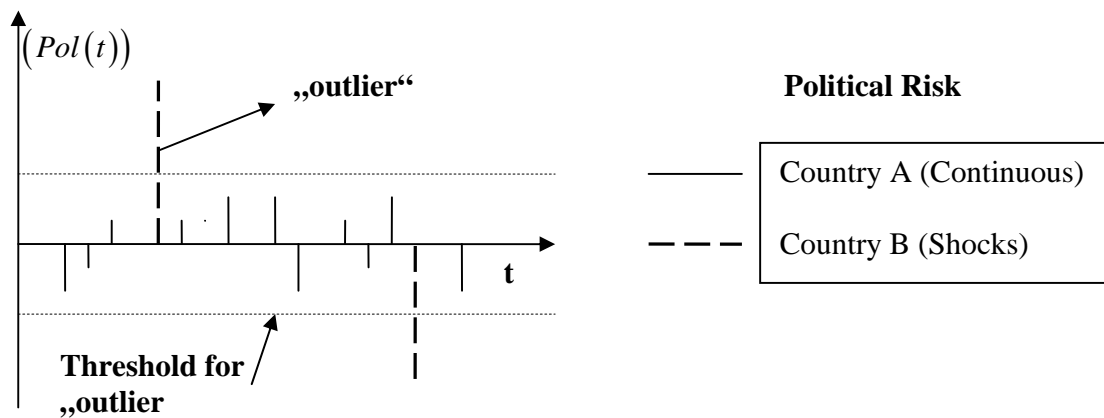 (Pol(t))
„outlier“
Political Risk
Country A (Continuous)
Country B (Shocks)
t
Threshold for
„outlier